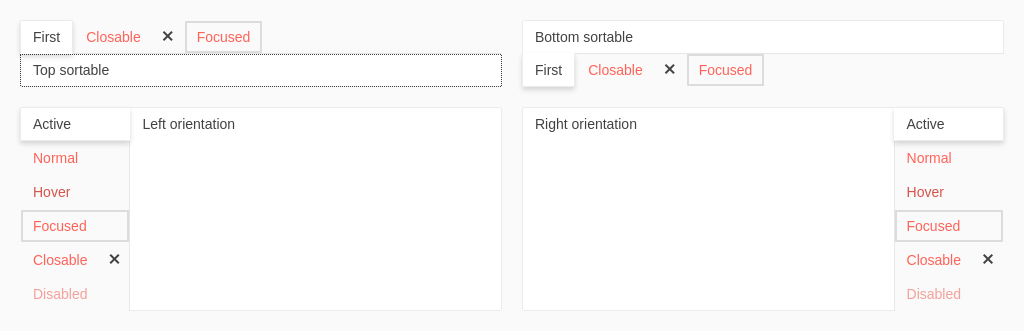 First Closable ✕ Focused
Top sortable
Bottom sortable
First Closable ✕ Focused
Active
Normal
Hover
Focused
Closable ✕
Disabled
Left orientation
Right orientation
Active
Normal
Hover
Focused
Closable ✕
Disabled